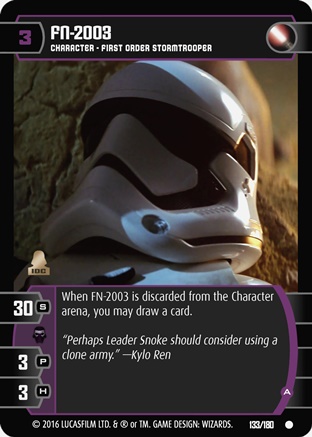 3
FN-2003
CHARACTER - FIRST ORDER STORMTROOPER
IDC
30 S
When FN-2003 is discarded from the Character
arena, you may draw a card.
"Perhaps Leader Snoke should consider using a
clone army." —Kylo Ren
3 P
3 H
A
© 2016 LUCASFILM LTD. & ® or TM. GAME DESIGN: WIZARDS.
133/180